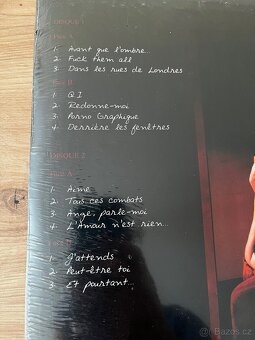 DISQUE 1
Face A
1. Avant que l'ombre...
2. Fuck them all
3. Dans les rues de Londres
Face B
1. Q I
2. Redonne-moi
3. Porno Graphique
4. Derrière les fenêtres
DISQUE 2
Face A
1. Aime
2. Tous ces combats
3. Ange, parle-moi
4. L'Amour n'est rien...
Face B
1. J'attends
2. Peut-être toi
3. Et pourtant...
© sbazar.cz